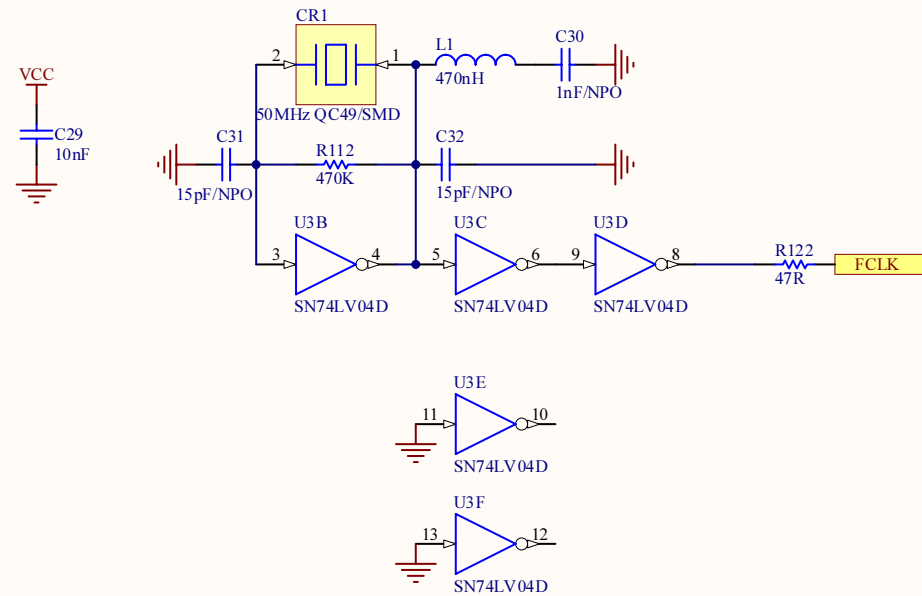 CR1
2
1
50MHz QC49/SMD
L1
470nH
C30
1nF/NPO
VCC
C29
10nF
C31
15pF/NPO
R112
470K
C32
15pF/NPO
U3B
3
4
SN74LV04D
U3C
5
6
SN74LV04D
U3D
9
8
SN74LV04D
R122
47R
FCLK
U3E
11
10
SN74LV04D
U3F
13
12
SN74LV04D